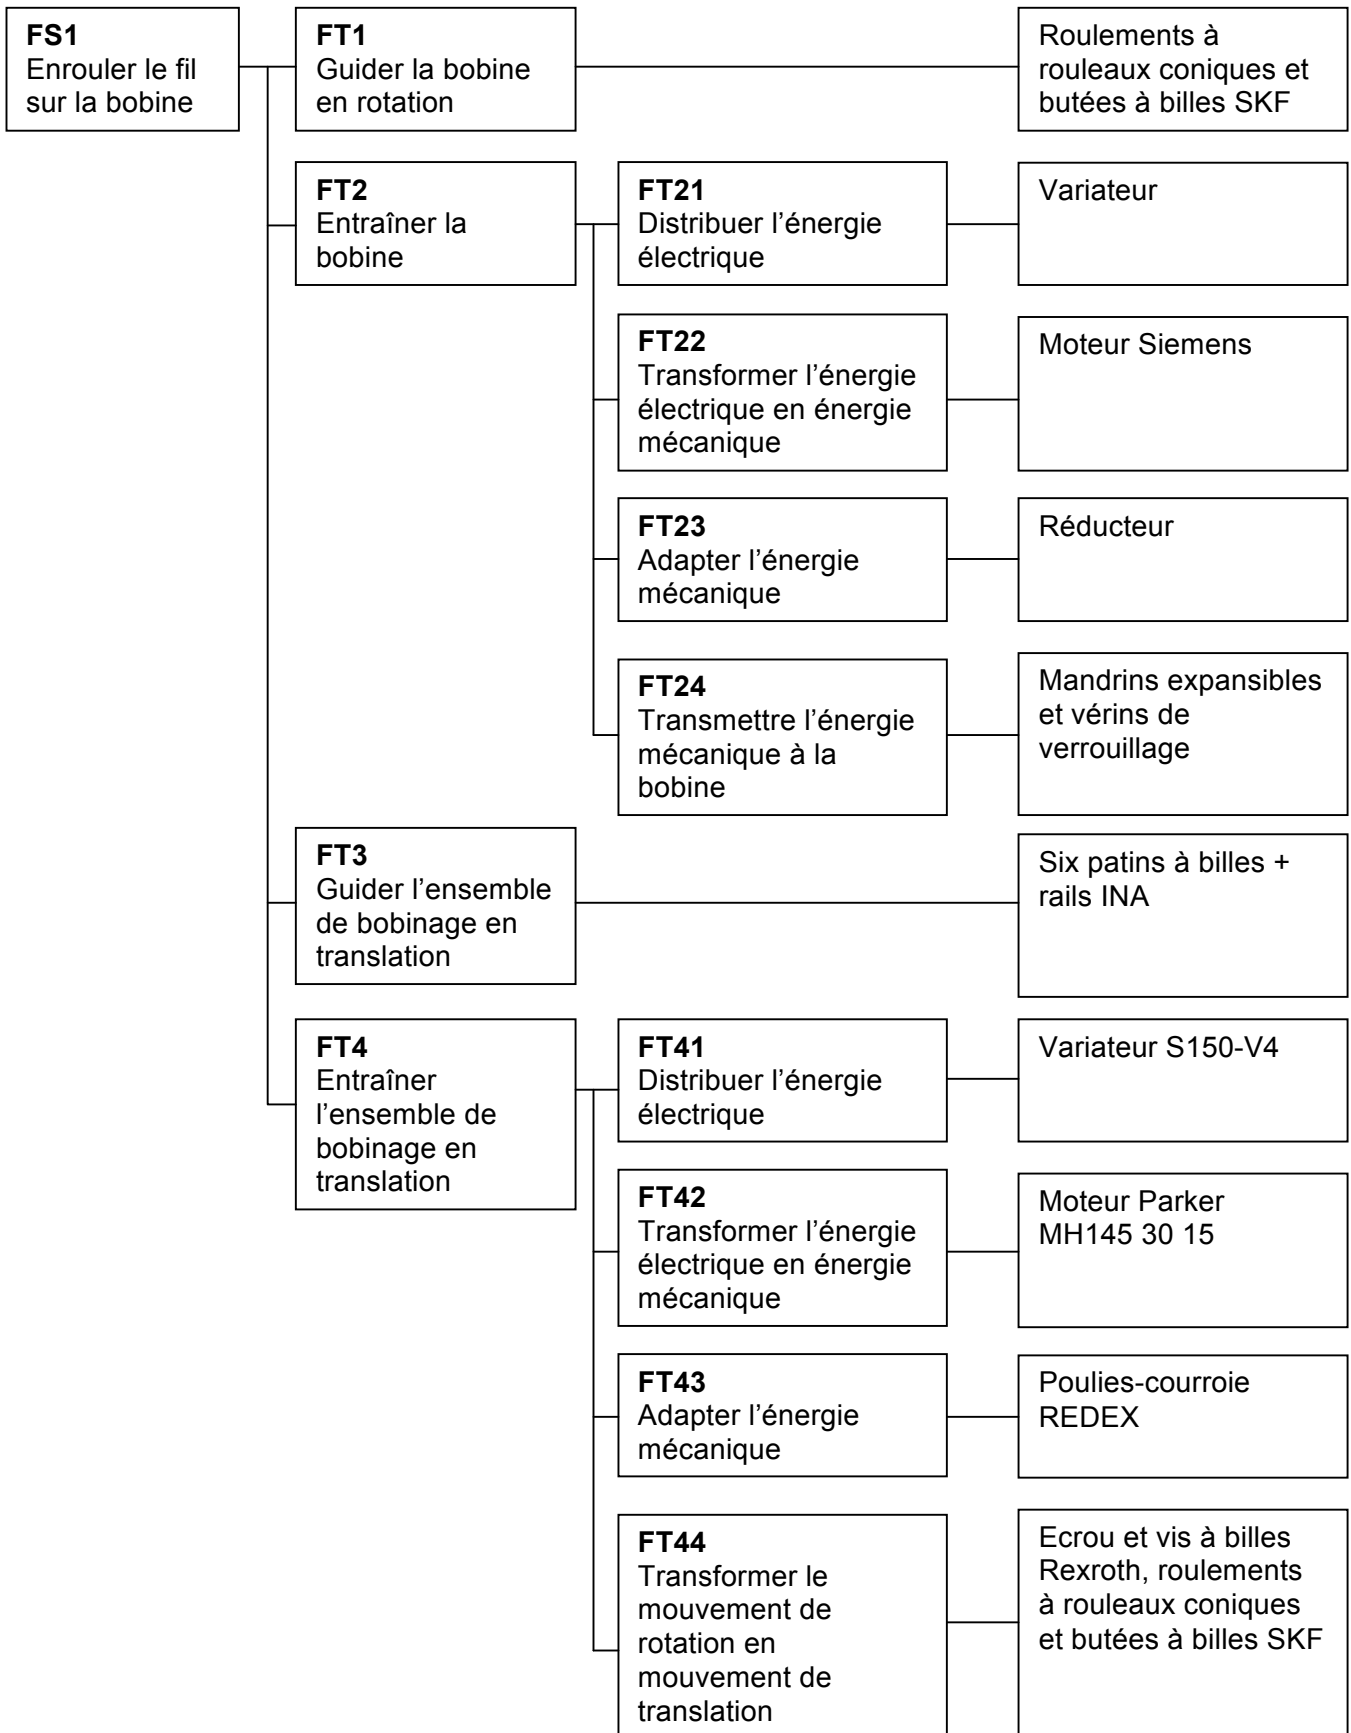 FS1
Enrouler le fil
sur la bobine
FT1
Guider la bobine
en rotation
Roulements à
rouleaux coniques et
butées à billes SKF
FT2
Entraîner la
bobine
FT21
Distribuer l’énergie
électrique
Variateur
FT22
Transformer l’énergie
électrique en énergie
mécanique
Moteur Siemens
FT23
Adapter l’énergie
mécanique
Réducteur
FT24
Transmettre l’énergie
mécanique à la
bobine
Mandrins expansibles
et vérins de
verrouillage
FT3
Guider l’ensemble
de bobinage en
translation
Six patins à billes +
rails INA
FT4
Entraîner
l’ensemble de
bobinage en
translation
FT41
Distribuer l’énergie
électrique
Variateur S150-V4
FT42
Transformer l’énergie
électrique en énergie
mécanique
Moteur Parker
MH145 30 15
FT43
Adapter l’énergie
mécanique
Poulies-courroie
REDEX
FT44
Transformer le
mouvement de
rotation en
mouvement de
translation
Ecrou et vis à billes
Rexroth, roulements
à rouleaux coniques
et butées à billes SKF